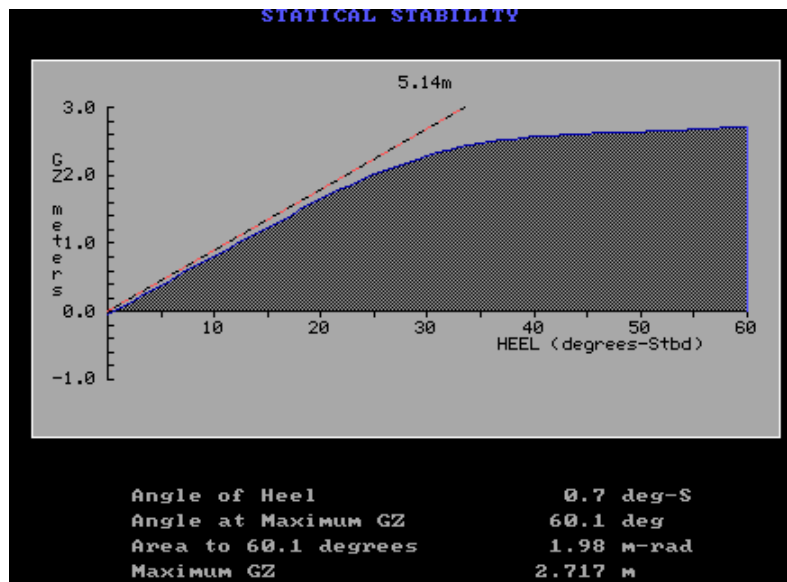 STATICAL STABILITY
5.14m
3.0
GZ meters
2.0
1.0
0.0
-1.0
10 20 30 40 50 60
HEEL (degrees-Stbd)
Angle of Heel 0.7 deg-S
Angle at Maximum GZ 60.1 deg
Area to 60.1 degrees 1.98 m-rad
Maximum GZ 2.717 m